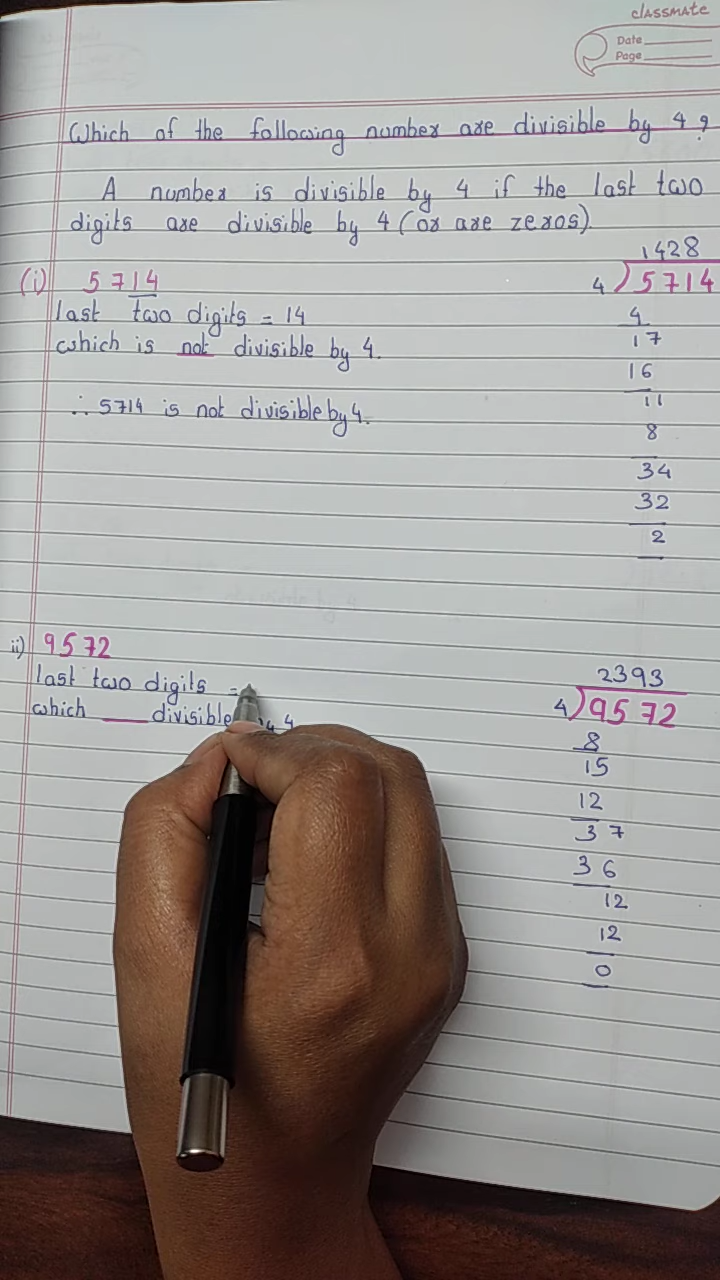 classmate
Date
Page
Which of the following number are divisible by 4?
A number is divisible by 4 if the last two
digits are divisible by 4 (or are zeros).
(i) 5714
last two digits = 14
which is not divisible by 4.
∴ 5714 is not divisible by 4.
1428
4)5714
4
17
16
11
8
34
32
2
ii) 9572
last two digits =
which ___ divisible by 4
2393
4)9572
8
15
12
37
36
12
12
0